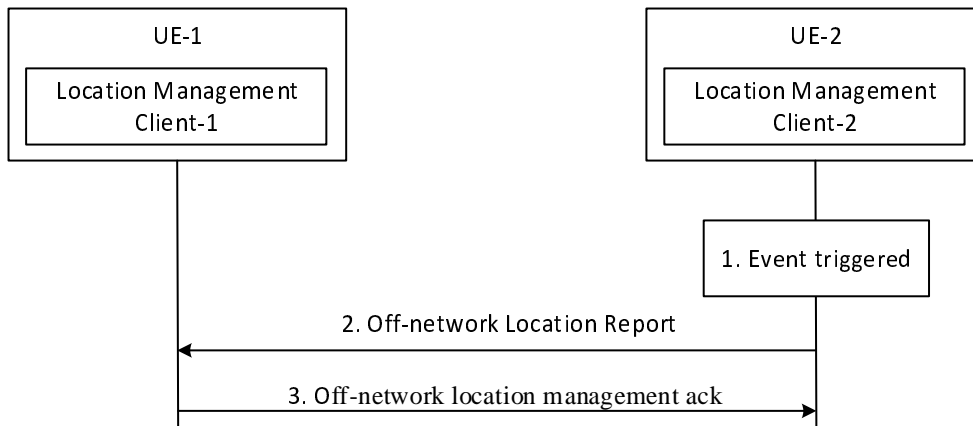 UE-1
Location Management
Client-1
UE-2
Location Management
Client-2
1. Event triggered
2. Off-network Location Report
3. Off-network location management ack